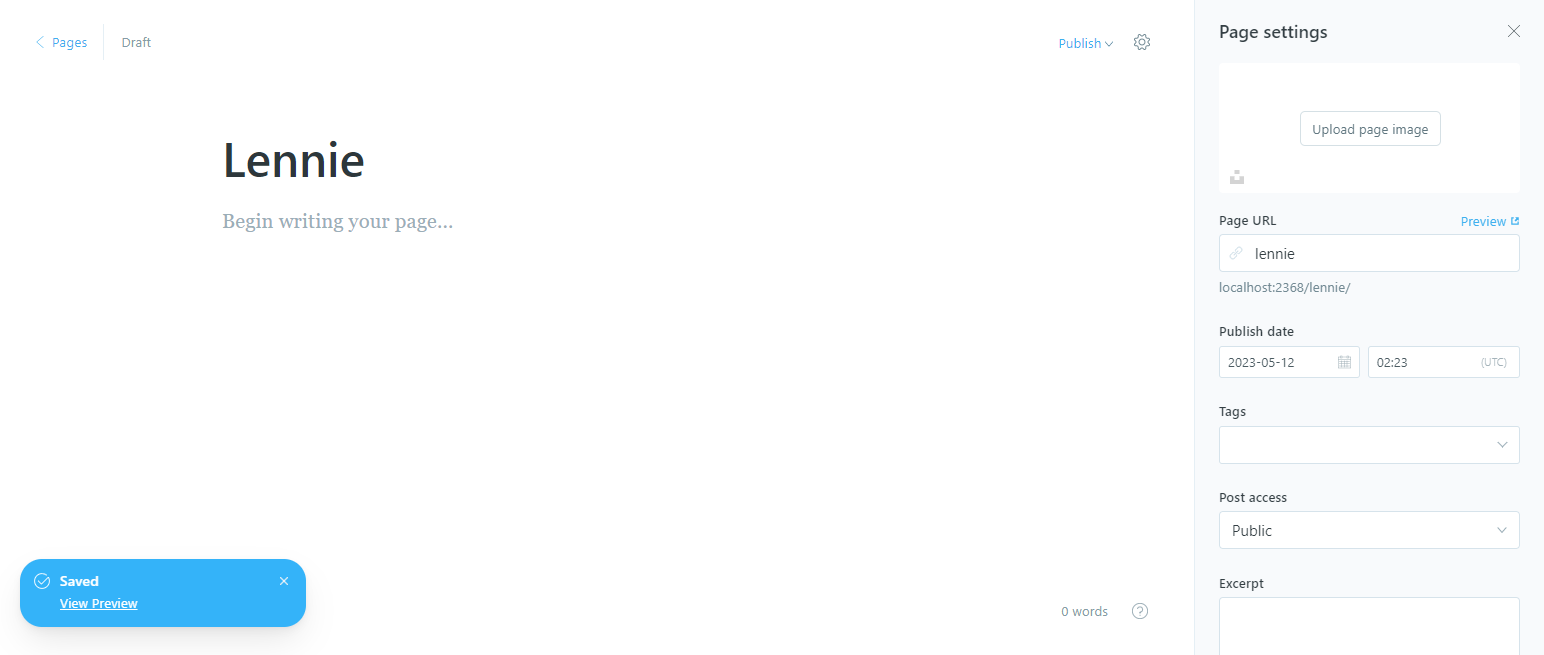 Pages
Draft
Publish
Lennie
Begin writing your page...
Saved
View Preview
0 words
Page settings
Upload page image
Page URL
Preview
lennie
localhost:2368/lennie/
Publish date
2023-05-12
02:23
(UTC)
Tags
Post access
Public
Excerpt